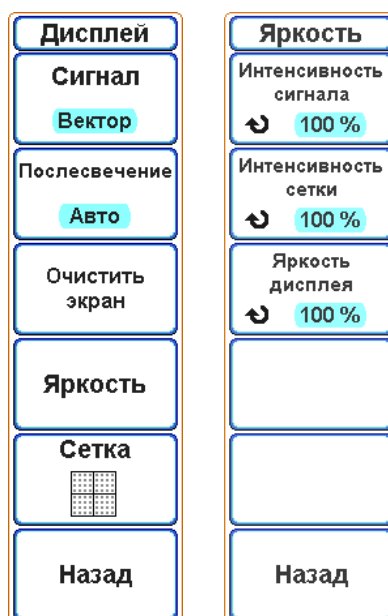 Дисплей
Сигнал
Вектор
Послесвечение
Авто
Очистить
экран
Яркость
Сетка
Назад
Яркость
Интенсивность
сигнала
100 %
Интенсивность
сетки
100 %
Яркость
дисплея
100 %
Назад